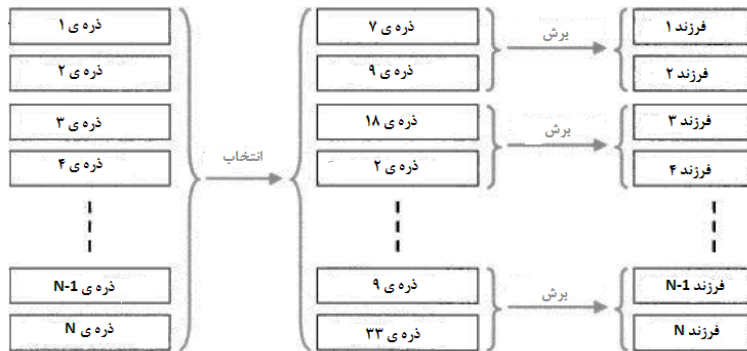 ذره ی ۱
ذره ی ۲
ذره ی ۳
ذره ی ۴
ذره ی N-1
ذره ی N
انتخاب
ذره ی ۷
ذره ی ۹
ذره ی ۱۸
ذره ی ۲
ذره ی ۹
ذره ی ۳۳
برش
برش
برش
فرزند ۱
فرزند ۲
فرزند ۳
فرزند ۴
فرزند N-1
فرزند N